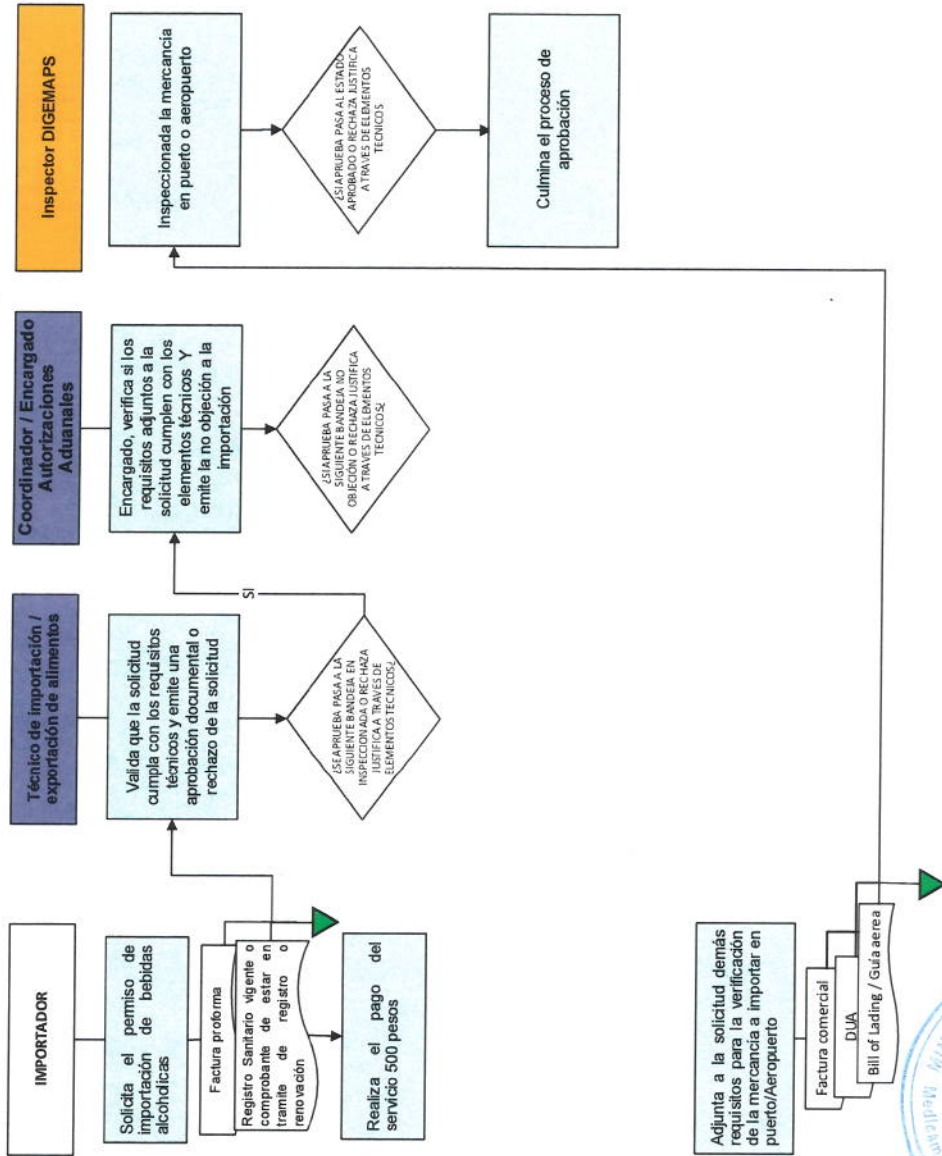 IMPORTADOR
Solicita el permiso de
importación de bebidas
alcohólicas
Factura proforma
Registro Sanitario vigente o
comprobante de estar en
tramite de registro o
renovación
Realiza el pago del
servicio 500 pesos
Adjunta a la solicitud demás
requisitos para la verificación
de la mercancia a importar en
puerto/Aeropuerto
Factura comercial
DUA
Bill of Lading / Guía aerea
Técnico de importación /
exportación de alimentos
Valida que la solicitud
cumpla con los requisitos
técnicos y emite una
aprobación documental o
rechazo de la solicitud
¿SEAPRUEBA PASA A LA
SIGUIENTE BANDEJA EN
INSPECCIONADA O RECHAZA
JUSTIFICA A TRAVES DE
ELEMENTOS TECNICOS¿
SI
Coordinador / Encargado
Autorizaciones
Aduanales
Encargado, verifica si los
requisitos adjuntos a la
solicitud cumplen con los
elementos técnicos Y
emite la no objeción a la
importación
¿SI APRUEBA PASA A LA
SIGUIENTE BANDEJA NO
OBJECIÓN O RECHAZA JUSTIFICA
A TRAVES DE ELEMENTOS
TECNICOS¿
Inspector DIGEMAPS
Inspeccionada la mercancia
en puerto o aeropuerto
¿SI APRUEBA PASA AL ESTADO
APROBADO O RECHAZA JUSTIFICA
A TRAVES DE ELEMENTOS
TECNICOS
Culmina el proceso de
aprobación